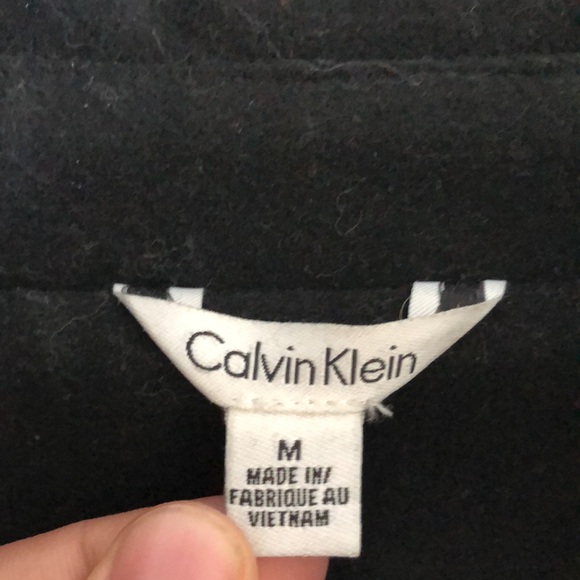 Calvin Klein
M
MADE IN/
FABRIQUE AU
VIETNAM